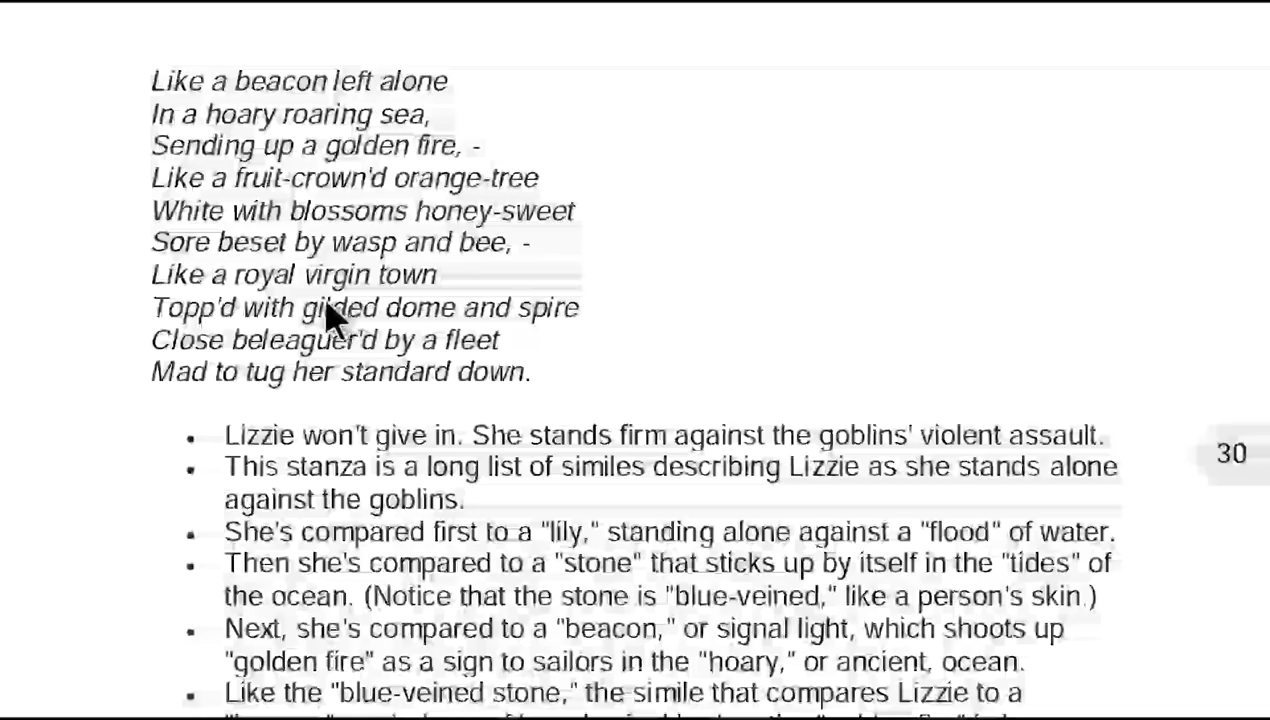 Like a beacon left alone
In a hoary roaring sea,
Sending up a golden fire, -
Like a fruit-crown'd orange-tree
White with blossoms honey-sweet
Sore beset by wasp and bee, -
Like a royal virgin town
Topp'd with gilded dome and spire
Close beleaguer'd by a fleet
Mad to tug her standard down.
• Lizzie won't give in. She stands firm against the goblins' violent assault.
• This stanza is a long list of similes describing Lizzie as she stands alone
against the goblins.
• She's compared first to a "lily," standing alone against a "flood" of water.
• Then she's compared to a "stone" that sticks up by itself in the "tides" of
the ocean. (Notice that the stone is "blue-veined," like a person's skin.)
• Next, she's compared to a "beacon," or signal light, which shoots up
"golden fire" as a sign to sailors in the "hoary," or ancient, ocean.
• Like the "blue-veined stone," the simile that compares Lizzie to a
30